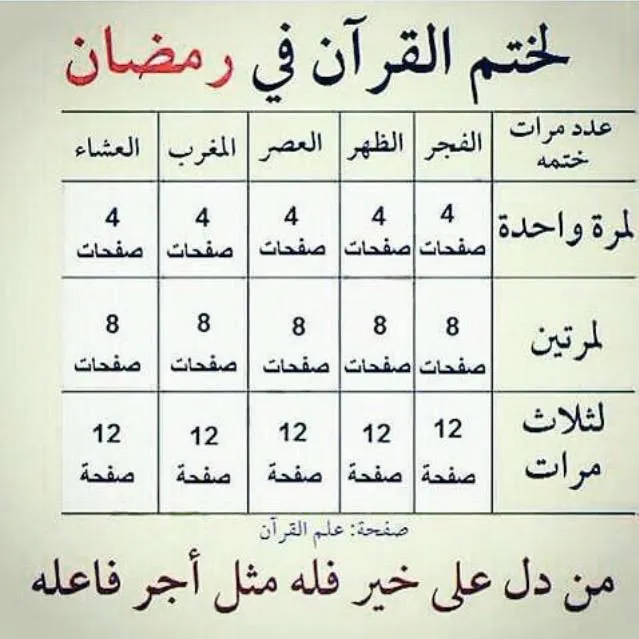 لختم القرآن في رمضان
عدد مرات ختمه الفجر الظهر العصر المغرب العشاء
لمرة واحدة 4 صفحات 4 صفحات 4 صفحات 4 صفحات 4 صفحات
لمرتين 8 صفحات 8 صفحات 8 صفحات 8 صفحات 8 صفحات
لثلاث مرات 12 صفحة 12 صفحة 12 صفحة 12 صفحة 12 صفحة
صفحة: علم القرآن
من دل على خير فله مثل أجر فاعله